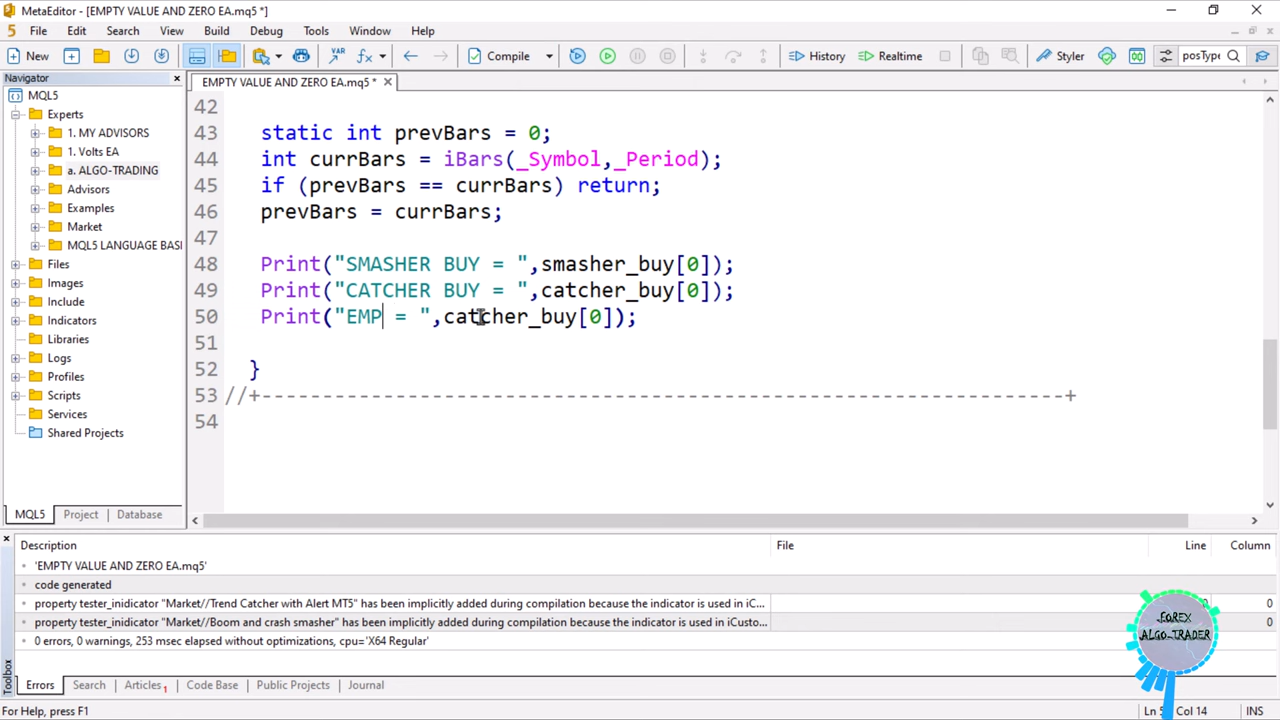 MetaEditor - [EMPTY VALUE AND ZERO EA.mq5 *]
5 File Edit Search View Build Debug Tools Window Help
New Compile History Realtime Styler posType
Navigator
EMPTY VALUE AND ZERO EA.mq5 *
MQL5
Experts
1. MY ADVISORS
1. Volts EA
a. ALGO-TRADING
Advisors
Examples
Market
MQL5 LANGUAGE BASI
Files
Images
Include
Indicators
Libraries
Logs
Profiles
Scripts
Services
Shared Projects
MQL5 Project Database
42
43 static int prevBars = 0;
44 int currBars = iBars(_Symbol,_Period);
45 if (prevBars == currBars) return;
46 prevBars = currBars;
47
48 Print("SMASHER BUY = ",smasher_buy[0]);
49 Print("CATCHER BUY = ",catcher_buy[0]);
50 Print("EMP = ",catcher_buy[0]);
51
52 }
53 //+------------------------------------------------------------------+
54
Description File Line Column
'EMPTY VALUE AND ZERO EA.mq5'
code generated
property tester_inidicator "Market//Trend Catcher with Alert MT5" has been implicitly added during compilation because the indicator is used in iC... 0
property tester_inidicator "Market//Boom and crash smasher" has been implicitly added during compilation because the indicator is used in iCusto... 0
0 errors, 0 warnings, 253 msec elapsed without optimizations, cpu='X64 Regular'
FOREX
ALGO-TRADER
Toolbox
Errors Search Articles 1 Code Base Public Projects Journal
For Help, press F1
Col 14 INS